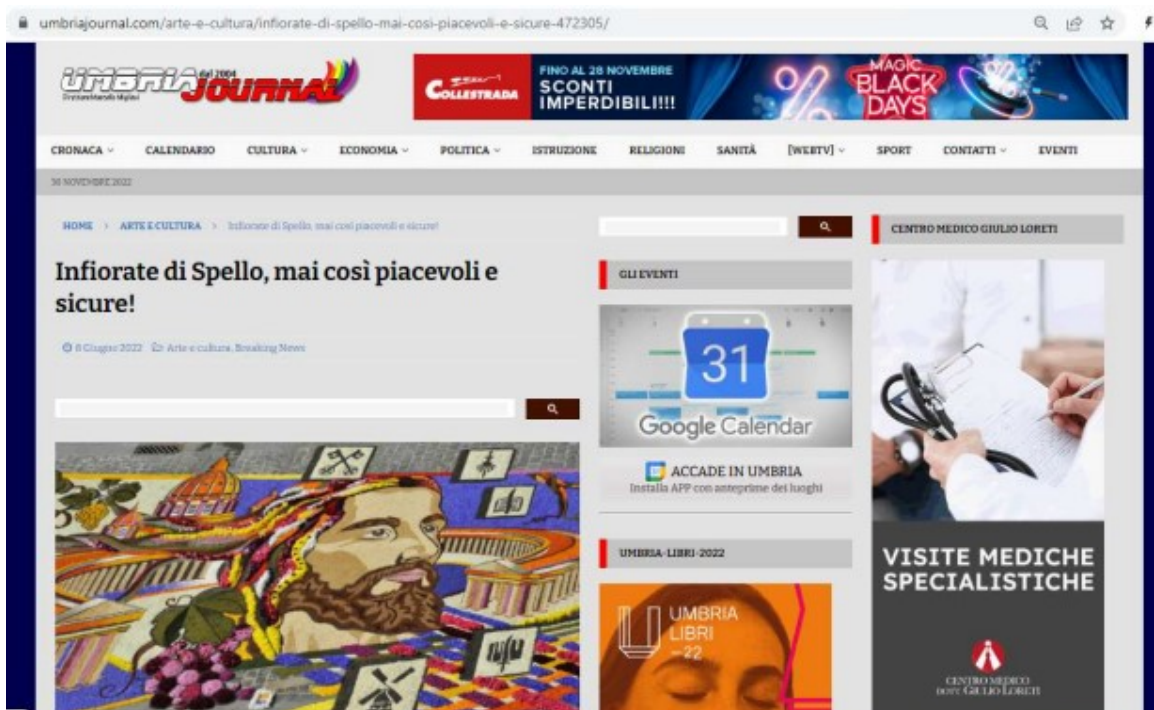 umbriajournal.com/arte-e-cultura/infiorate-di-spello-mai-cosi-piacevoli-e-sicure-472305/
UMBRIA JOURNAL
dal 2004
COLLESTRADA
FINO AL 28 NOVEMBRE
SCONTI
IMPERDIBILI!!!
%
MAGIC
BLACK
DAYS
CRONACA CALENDARIO CULTURA ECONOMIA POLITICA ISTRUZIONE RELIGIONI SANITÀ [WEBTV] SPORT CONTATTI EVENTI
30 NOVEMBRE 2022
HOME > ARTE E CULTURA > Infiorate di Spello, mai così piacevoli e sicure!
Infiorate di Spello, mai così piacevoli e
sicure!
8 Giugno 2022 Arte e cultura, Breaking News
GLI EVENTI
31
Google Calendar
ACCADE IN UMBRIA
Installa APP con anteprime dei luoghi
UMBRIA-LIBRI-2022
UMBRIA
LIBRI
-22
CENTRO MEDICO GIULIO LORETI
VISITE MEDICHE
SPECIALISTICHE
CENTRO MEDICO
DOTT. GIULIO LORETI